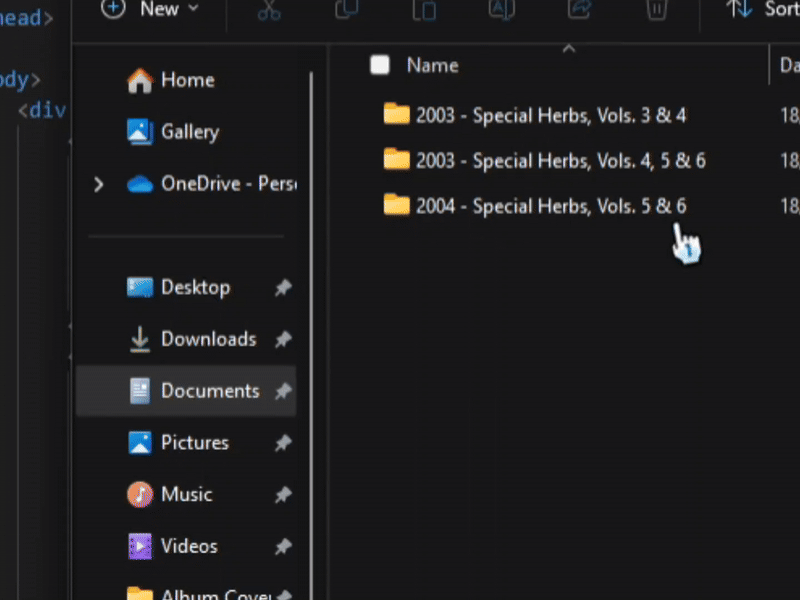 head>
New
Sort
ody>
<div
Home
Gallery
OneDrive - Perso
Desktop
Downloads
Documents
Pictures
Music
Videos
Album Cover
Name
Da
2003 - Special Herbs, Vols. 3 & 4
18
2003 - Special Herbs, Vols. 4, 5 & 6
18
2004 - Special Herbs, Vols. 5 & 6
18